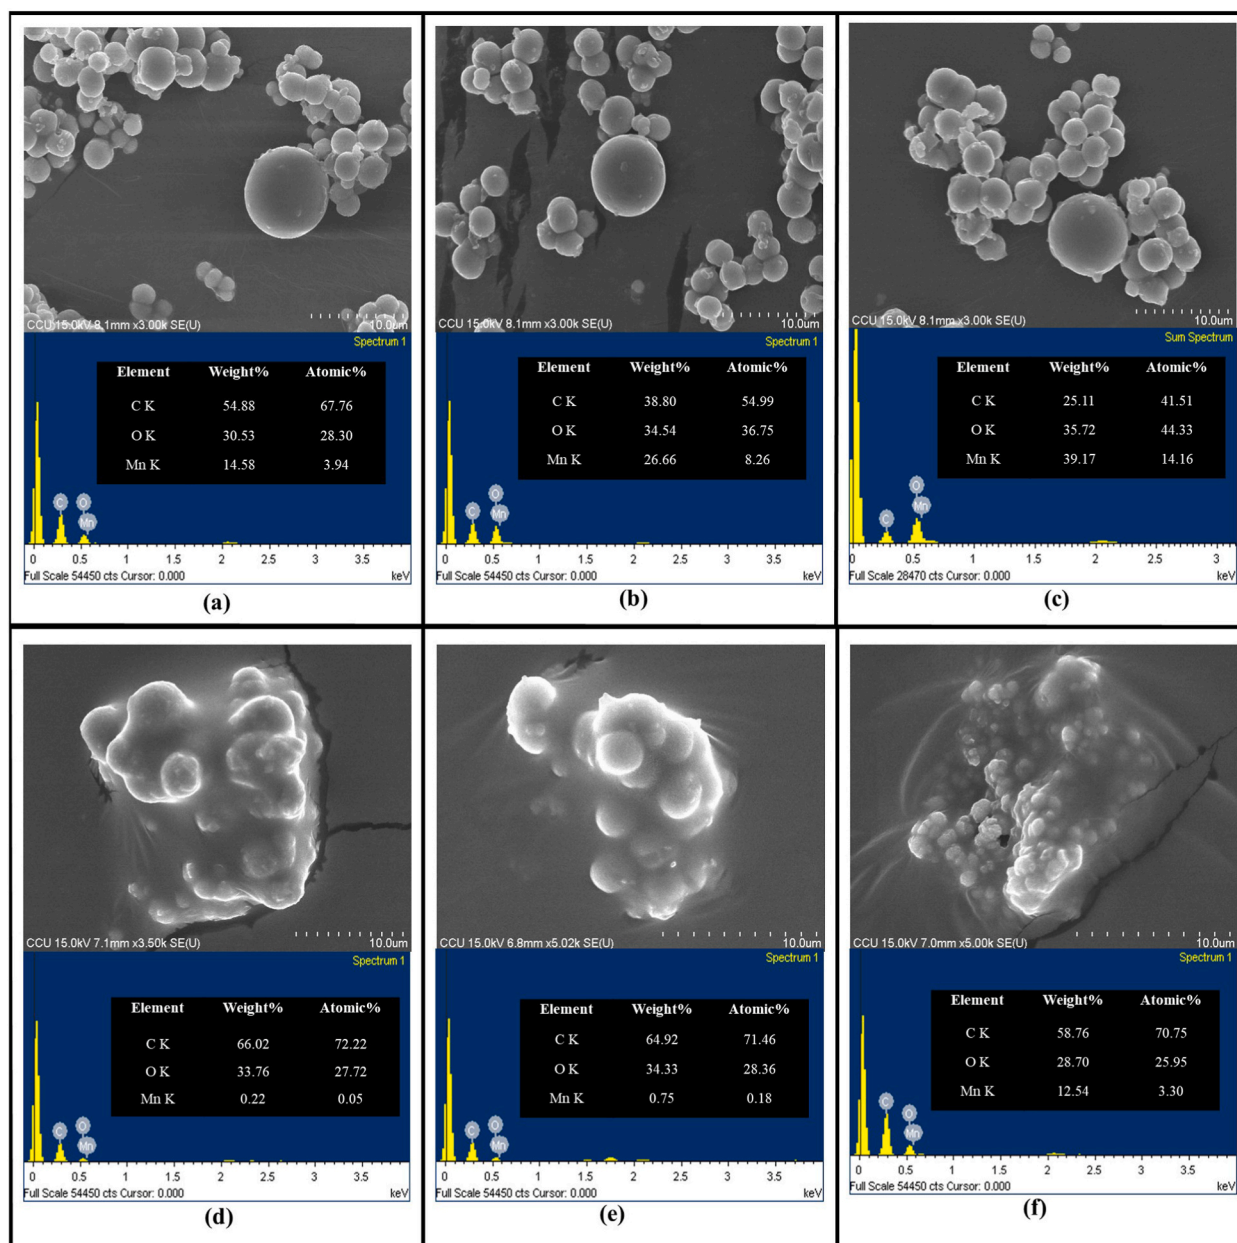 CCU 15.0kV 8.1mm x3.00k SE(U) 10.0um
Spectrum 1
Element Weight% Atomic%
C K 54.88 67.76
O K 30.53 28.30
Mn K 14.58 3.94
C O Mn
0 0.5 1 1.5 2 2.5 3 3.5
Full Scale 54450 cts Cursor: 0.000 keV
(a)
CCU 15.0kV 8.1mm x3.00k SE(U) 10.0um
Spectrum 1
Element Weight% Atomic%
C K 38.80 54.99
O K 34.54 36.75
Mn K 26.66 8.26
C O Mn
0 0.5 1 1.5 2 2.5 3 3.5
Full Scale 54450 cts Cursor: 0.000 keV
(b)
CCU 15.0kV 8.1mm x3.00k SE(U) 10.0um
Sum Spectrum
Element Weight% Atomic%
C K 25.11 41.51
O K 35.72 44.33
Mn K 39.17 14.16
C O Mn
0 0.5 1 1.5 2 2.5 3
Full Scale 28470 cts Cursor: 0.000 keV
(c)
CCU 15.0kV 7.1mm x3.50k SE(U) 10.0um
Spectrum 1
Element Weight% Atomic%
C K 66.02 72.22
O K 33.76 27.72
Mn K 0.22 0.05
C O Mn
0 0.5 1 1.5 2 2.5 3 3.5
Full Scale 54450 cts Cursor: 0.000 keV
(d)
CCU 15.0kV 6.8mm x5.02k SE(U) 10.0um
Spectrum 1
Element Weight% Atomic%
C K 64.92 71.46
O K 34.33 28.36
Mn K 0.75 0.18
C O Mn
0 0.5 1 1.5 2 2.5 3 3.5
Full Scale 54450 cts Cursor: 0.000 keV
(e)
CCU 15.0kV 7.0mm x5.00k SE(U) 10.0um
Spectrum 1
Element Weight% Atomic%
C K 58.76 70.75
O K 28.70 25.95
Mn K 12.54 3.30
C O Mn
0 0.5 1 1.5 2 2.5 3 3.5
Full Scale 54450 cts Cursor: 0.000 keV
(f)